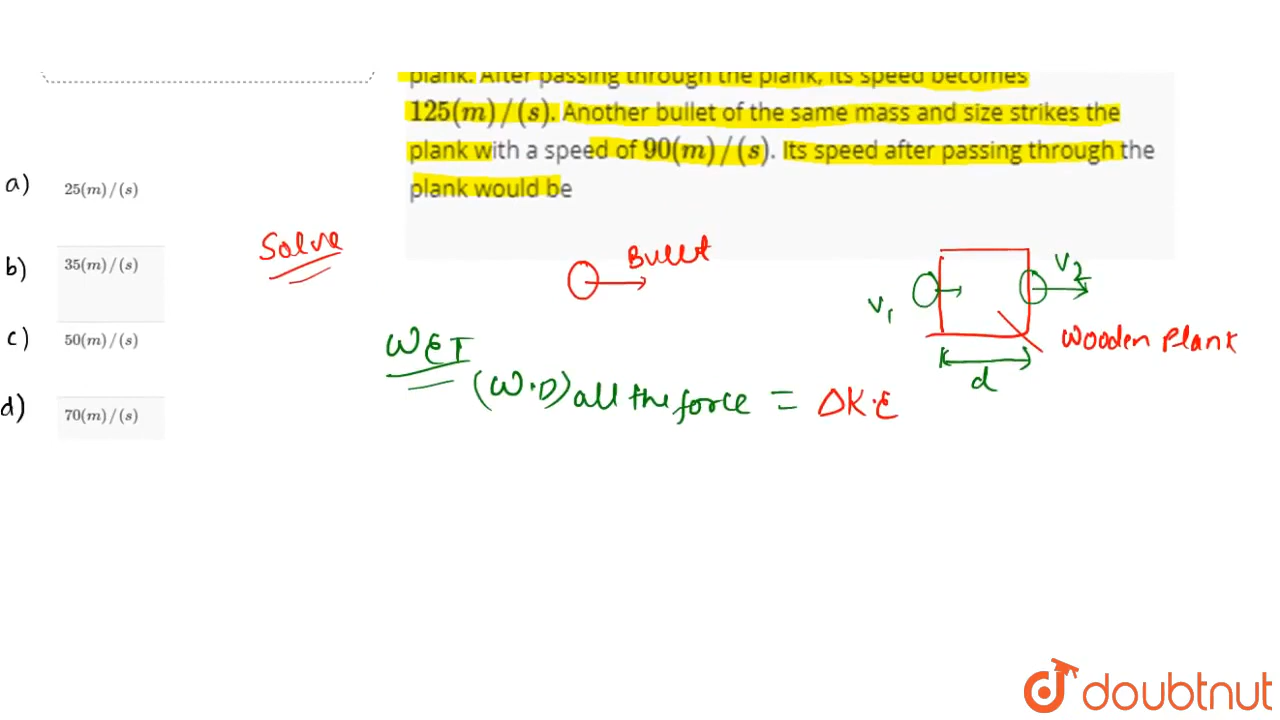 plank. After passing through the plank, its speed becomes
125(m)/(s). Another bullet of the same mass and size strikes the
plank with a speed of 90(m)/(s). Its speed after passing through the
plank would be
a) 25(m)/(s)
b) 35(m)/(s)
c) 50(m)/(s)
d) 70(m)/(s)
Solve
Bullet
V1
V2
Wooden Plank
d
WET
(W.D) all the force = ΔK.E
doubtnut